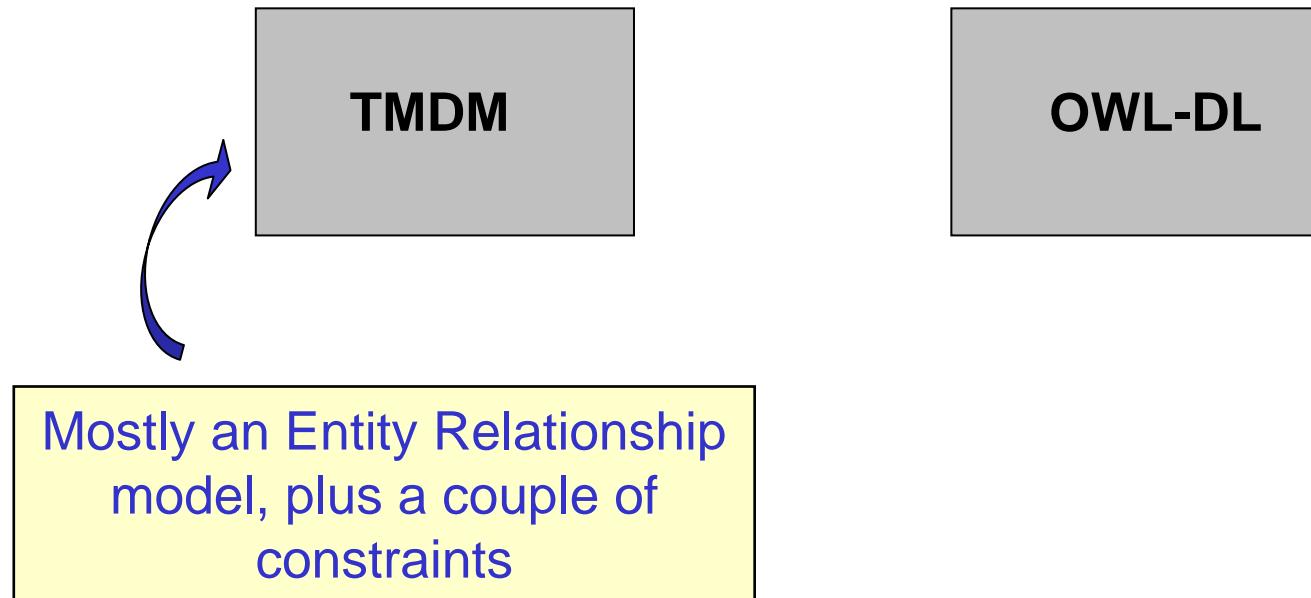 TMDM
OWL-DL
Mostly an Entity Relationship
model, plus a couple of
constraints